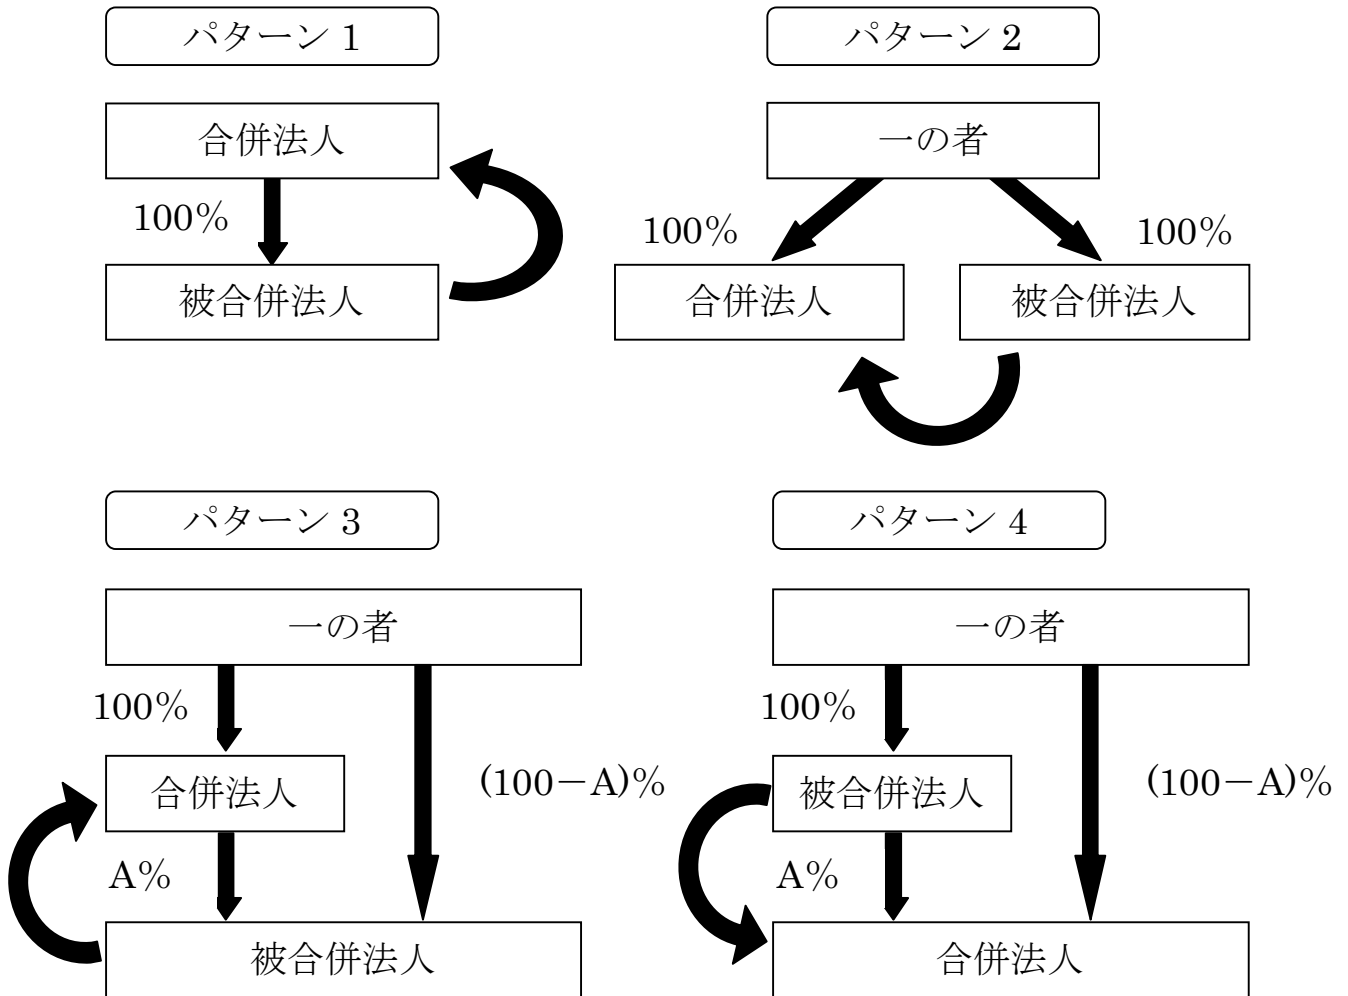 パターン 1
合併法人
100%
被合併法人
パターン 2
一の者
100%
100%
合併法人
被合併法人
パターン 3
一の者
100%
(100－A)%
合併法人
A%
被合併法人
パターン 4
一の者
100%
(100－A)%
被合併法人
A%
合併法人